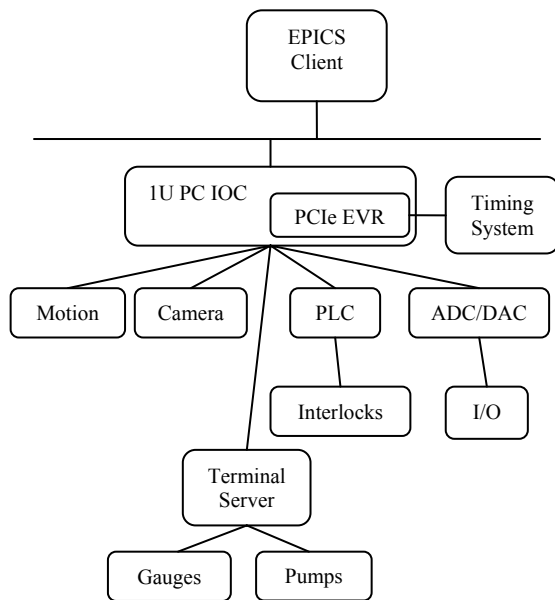 EPICS
Client
1U PC IOC
PCIe EVR
Timing
System
Motion
Camera
PLC
ADC/DAC
Interlocks
I/O
Terminal
Server
Gauges
Pumps